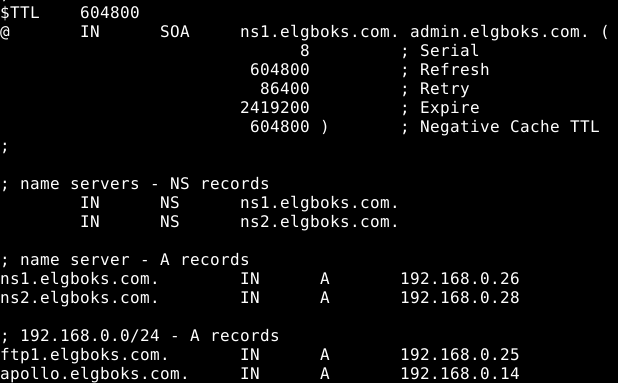 $TTL    604800
@       IN      SOA     ns1.elgboks.com. admin.elgboks.com. (
                              8         ; Serial
                         604800         ; Refresh
                          86400         ; Retry
                        2419200         ; Expire
                         604800 )       ; Negative Cache TTL
;
; name servers - NS records
        IN      NS      ns1.elgboks.com.
        IN      NS      ns2.elgboks.com.
; name server - A records
ns1.elgboks.com.        IN      A       192.168.0.26
ns2.elgboks.com.        IN      A       192.168.0.28
; 192.168.0.0/24 - A records
ftp1.elgboks.com.       IN      A       192.168.0.25
apollo.elgboks.com.     IN      A       192.168.0.14